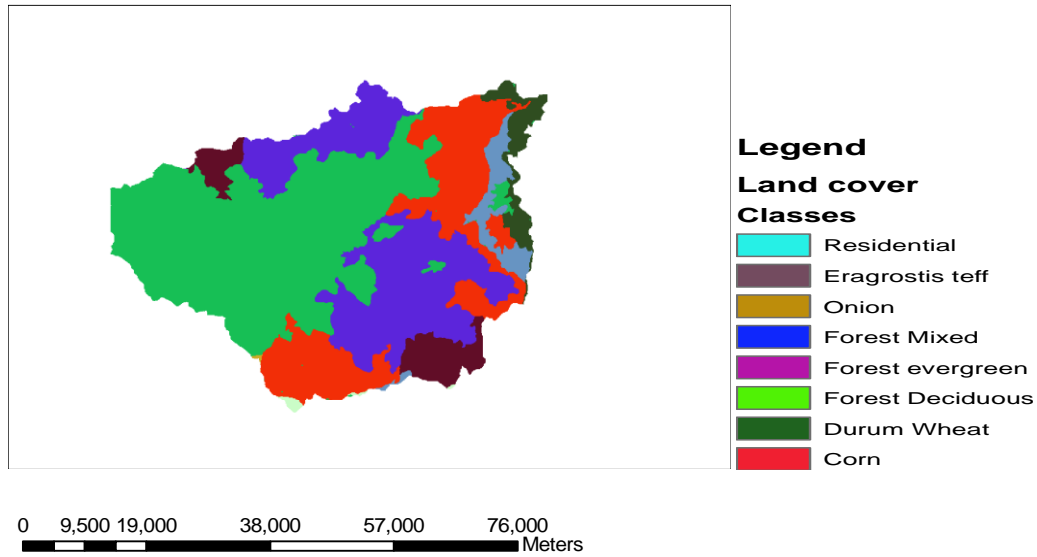 Legend
Land cover
Classes
Residential
Eragrostis teff
Onion
Forest Mixed
Forest evergreen
Forest Deciduous
Durum Wheat
Corn
0 9,500 19,000 38,000 57,000 76,000
Meters